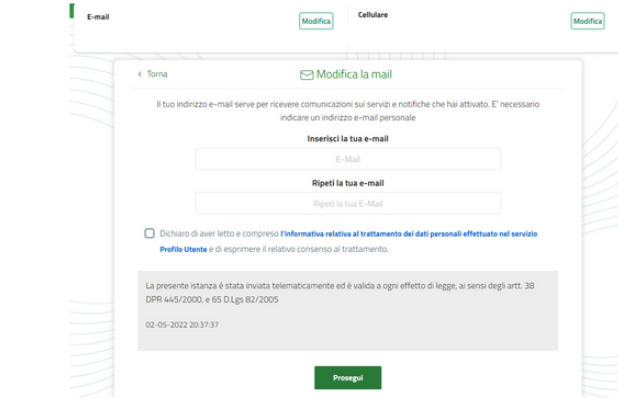 E-mail
Modifica
Cellulare
Modifica
< Torna
Modifica la mail
Il tuo indirizzo e-mail serve per ricevere comunicazioni sui servizi e notifiche che hai attivato. E' necessario
indicare un indirizzo e-mail personale
Inserisci la tua e-mail
E-Mail
Ripeti la tua e-mail
Ripeti la tua E-Mail
Dichiaro di aver letto e compreso l'informativa relativa al trattamento dei dati personali effettuato nel servizio
Profilo Utente e di esprimere il relativo consenso al trattamento.
La presente istanza é stata inviata telematicamente ed é valida a ogni effetto di legge, ai sensi degli artt. 38
DPR 445/2000, e 65 D.Lgs 82/2005
02-05-2022 20:37:37
Prosegui